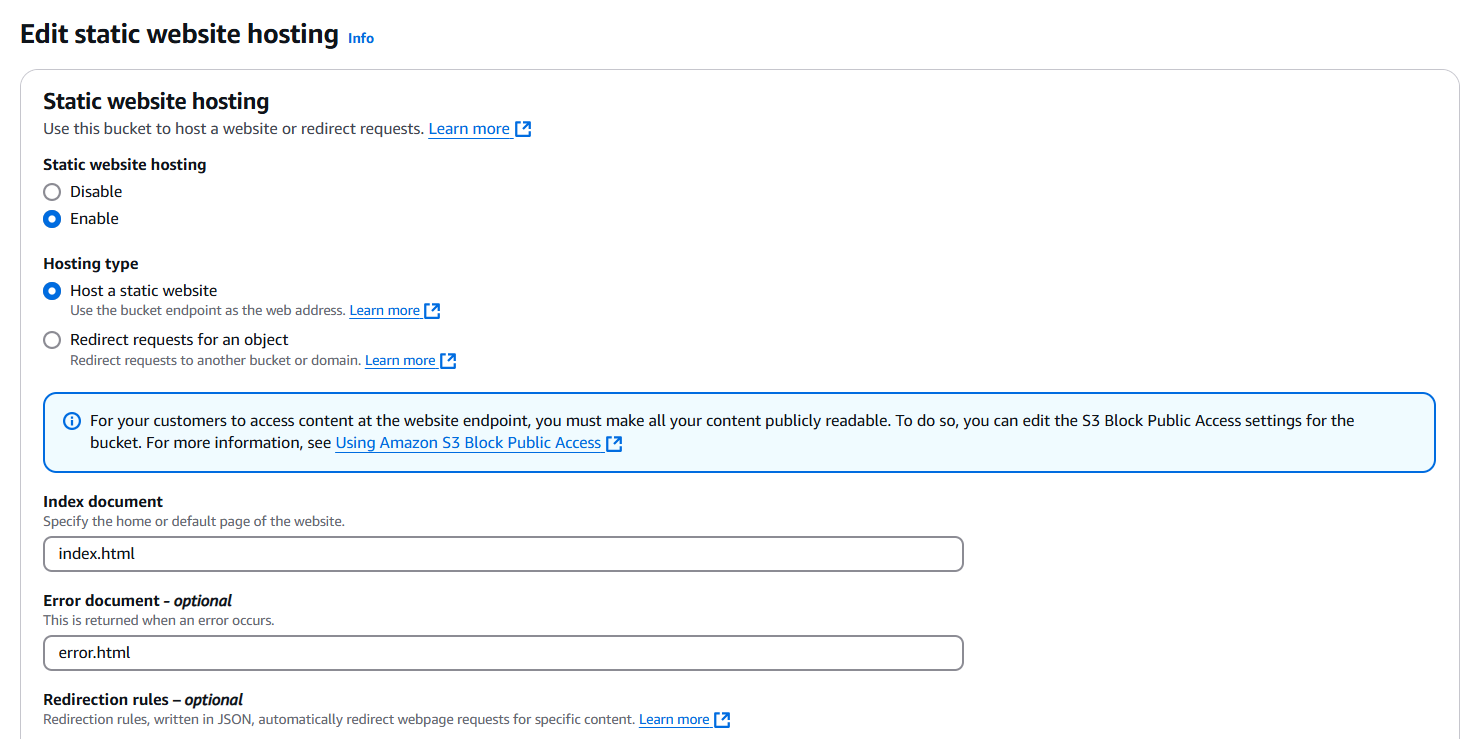 Edit static website hosting Info
Static website hosting
Use this bucket to host a website or redirect requests. Learn more
Static website hosting
Disable
Enable
Hosting type
Host a static website
Use the bucket endpoint as the web address. Learn more
Redirect requests for an object
Redirect requests to another bucket or domain. Learn more
For your customers to access content at the website endpoint, you must make all your content publicly readable. To do so, you can edit the S3 Block Public Access settings for the
bucket. For more information, see Using Amazon S3 Block Public Access
Index document
Specify the home or default page of the website.
index.html
Error document - optional
This is returned when an error occurs.
error.html
Redirection rules – optional
Redirection rules, written in JSON, automatically redirect webpage requests for specific content. Learn more